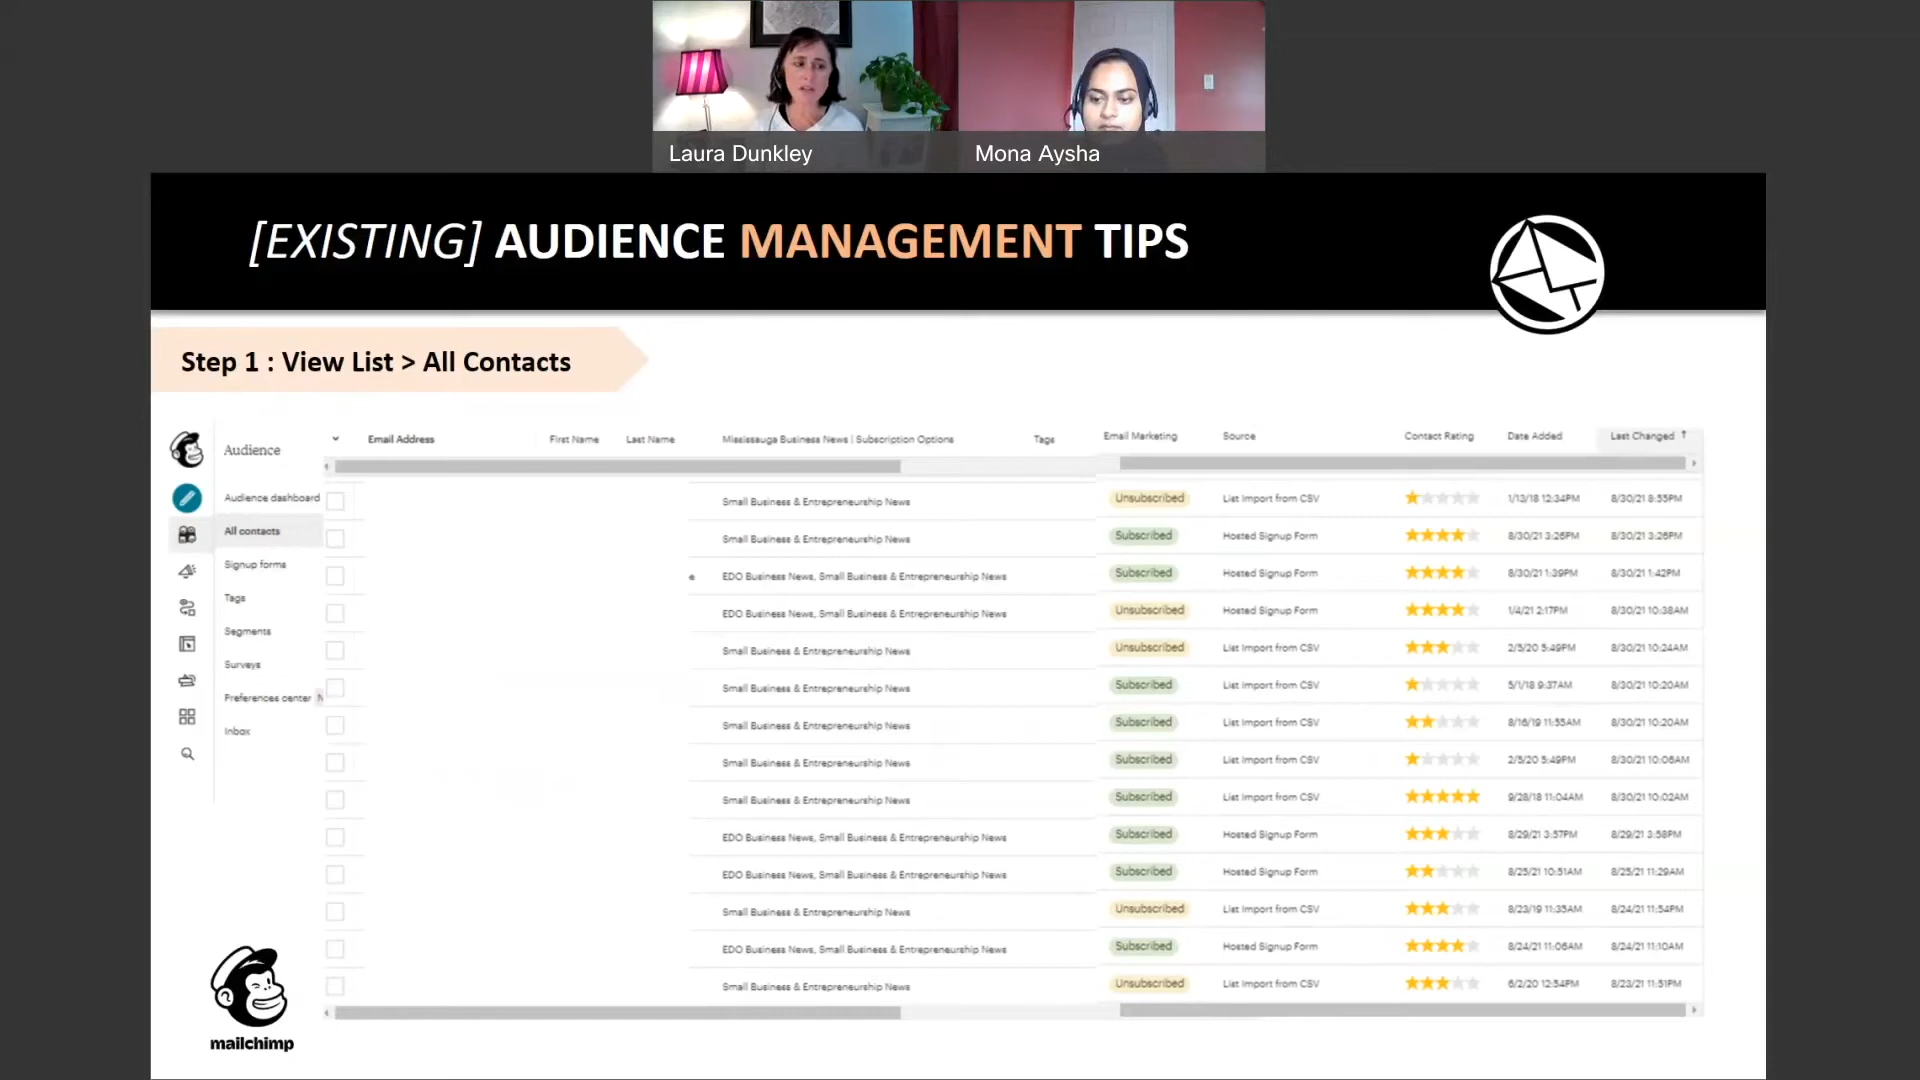 Laura Dunkley
Mona Aysha
[EXISTING] AUDIENCE MANAGEMENT TIPS
Step 1 : View List > All Contacts
Audience
Audience dashboard
All contacts
Signup forms
Tags
Segments
Surveys
Preferences center N
Inbox
Email Address First Name Last Name Mississauga Business News | Subscription Options Tags Email Marketing Source Contact Rating Date Added Last Changed ↑
Small Business & Entrepreneurship News Unsubscribed List Import from CSV 1/13/18 12:34PM 8/30/21 8:55PM
Small Business & Entrepreneurship News Subscribed Hosted Signup Form 8/30/21 3:26PM 8/30/21 3:26PM
e EDO Business News, Small Business & Entrepreneurship News Subscribed Hosted Signup Form 8/30/21 1:39PM 8/30/21 1:42PM
EDO Business News, Small Business & Entrepreneurship News Unsubscribed Hosted Signup Form 1/4/21 2:17PM 8/30/21 10:38AM
Small Business & Entrepreneurship News Unsubscribed List Import from CSV 2/5/20 5:49PM 8/30/21 10:24AM
Small Business & Entrepreneurship News Subscribed List Import from CSV 5/1/18 9:37AM 8/30/21 10:20AM
Small Business & Entrepreneurship News Subscribed List Import from CSV 8/16/19 11:55AM 8/30/21 10:20AM
Small Business & Entrepreneurship News Subscribed List Import from CSV 2/5/20 5:49PM 8/30/21 10:06AM
Small Business & Entrepreneurship News Subscribed List Import from CSV 9/28/18 11:04AM 8/30/21 10:02AM
EDO Business News, Small Business & Entrepreneurship News Subscribed Hosted Signup Form 8/29/21 3:57PM 8/29/21 3:58PM
EDO Business News, Small Business & Entrepreneurship News Subscribed Hosted Signup Form 8/25/21 10:51AM 8/25/21 11:29AM
Small Business & Entrepreneurship News Unsubscribed List Import from CSV 8/23/19 11:35AM 8/24/21 11:54PM
EDO Business News, Small Business & Entrepreneurship News Subscribed Hosted Signup Form 8/24/21 11:06AM 8/24/21 11:10AM
Small Business & Entrepreneurship News Unsubscribed List Import from CSV 6/2/20 12:54PM 8/23/21 11:51PM
mailchimp